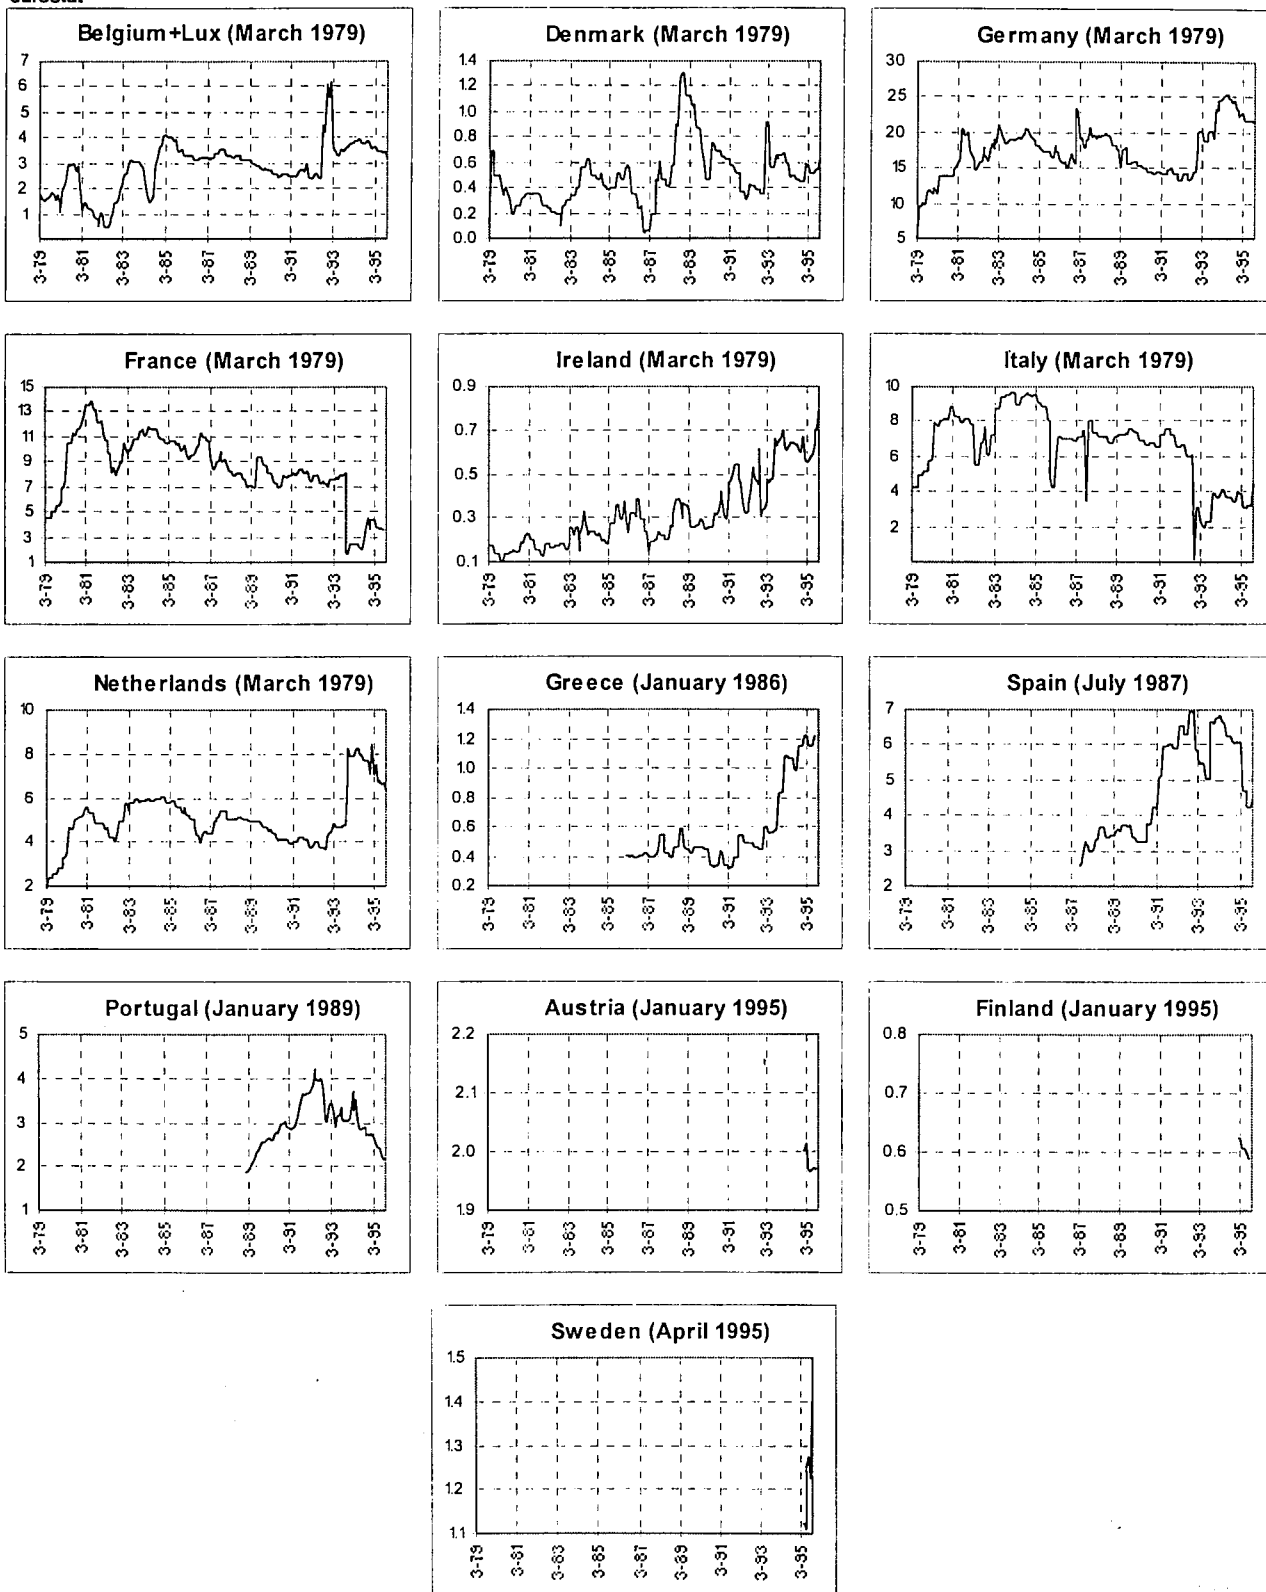 eurostat
Belgium+Lux (March 1979)
7
6
5
4
3
2
1
3-79 3-81 3-83 3-85 3-87 3-89 3-91 3-93 3-95
Denmark (March 1979)
1.4
1.2
1.0
0.8
0.6
0.4
0.2
0.0
3-79 3-81 3-83 3-85 3-87 3-89 3-91 3-93 3-95
Germany (March 1979)
30
25
20
15
10
5
3-79 3-81 3-83 3-85 3-87 3-89 3-91 3-93 3-95
France (March 1979)
15
13
11
9
7
5
3
1
3-79 3-81 3-83 3-85 3-87 3-89 3-91 3-93 3-95
Ireland (March 1979)
0.9
0.7
0.5
0.3
0.1
3-79 3-81 3-83 3-85 3-87 3-89 3-91 3-93 3-95
Italy (March 1979)
10
8
6
4
2
3-79 3-81 3-83 3-85 3-87 3-89 3-91 3-93 3-95
Netherlands (March 1979)
10
8
6
4
2
3-79 3-81 3-83 3-85 3-87 3-89 3-91 3-93 3-95
Greece (January 1986)
1.4
1.2
1.0
0.8
0.6
0.4
0.2
3-79 3-81 3-83 3-85 3-87 3-89 3-91 3-93 3-95
Spain (July 1987)
7
6
5
4
3
2
3-79 3-81 3-83 3-85 3-87 3-89 3-91 3-93 3-95
Portugal (January 1989)
5
4
3
2
1
3-79 3-81 3-83 3-85 3-87 3-89 3-91 3-93 3-95
Austria (January 1995)
2.2
2.1
2.0
1.9
3-79 3-81 3-83 3-85 3-87 3-89 3-91 3-93 3-95
Finland (January 1995)
0.8
0.7
0.6
0.5
3-79 3-81 3-83 3-85 3-87 3-89 3-91 3-93 3-95
Sweden (April 1995)
1.5
1.4
1.3
1.2
1.1
3-79 3-81 3-83 3-85 3-87 3-89 3-91 3-93 3-95